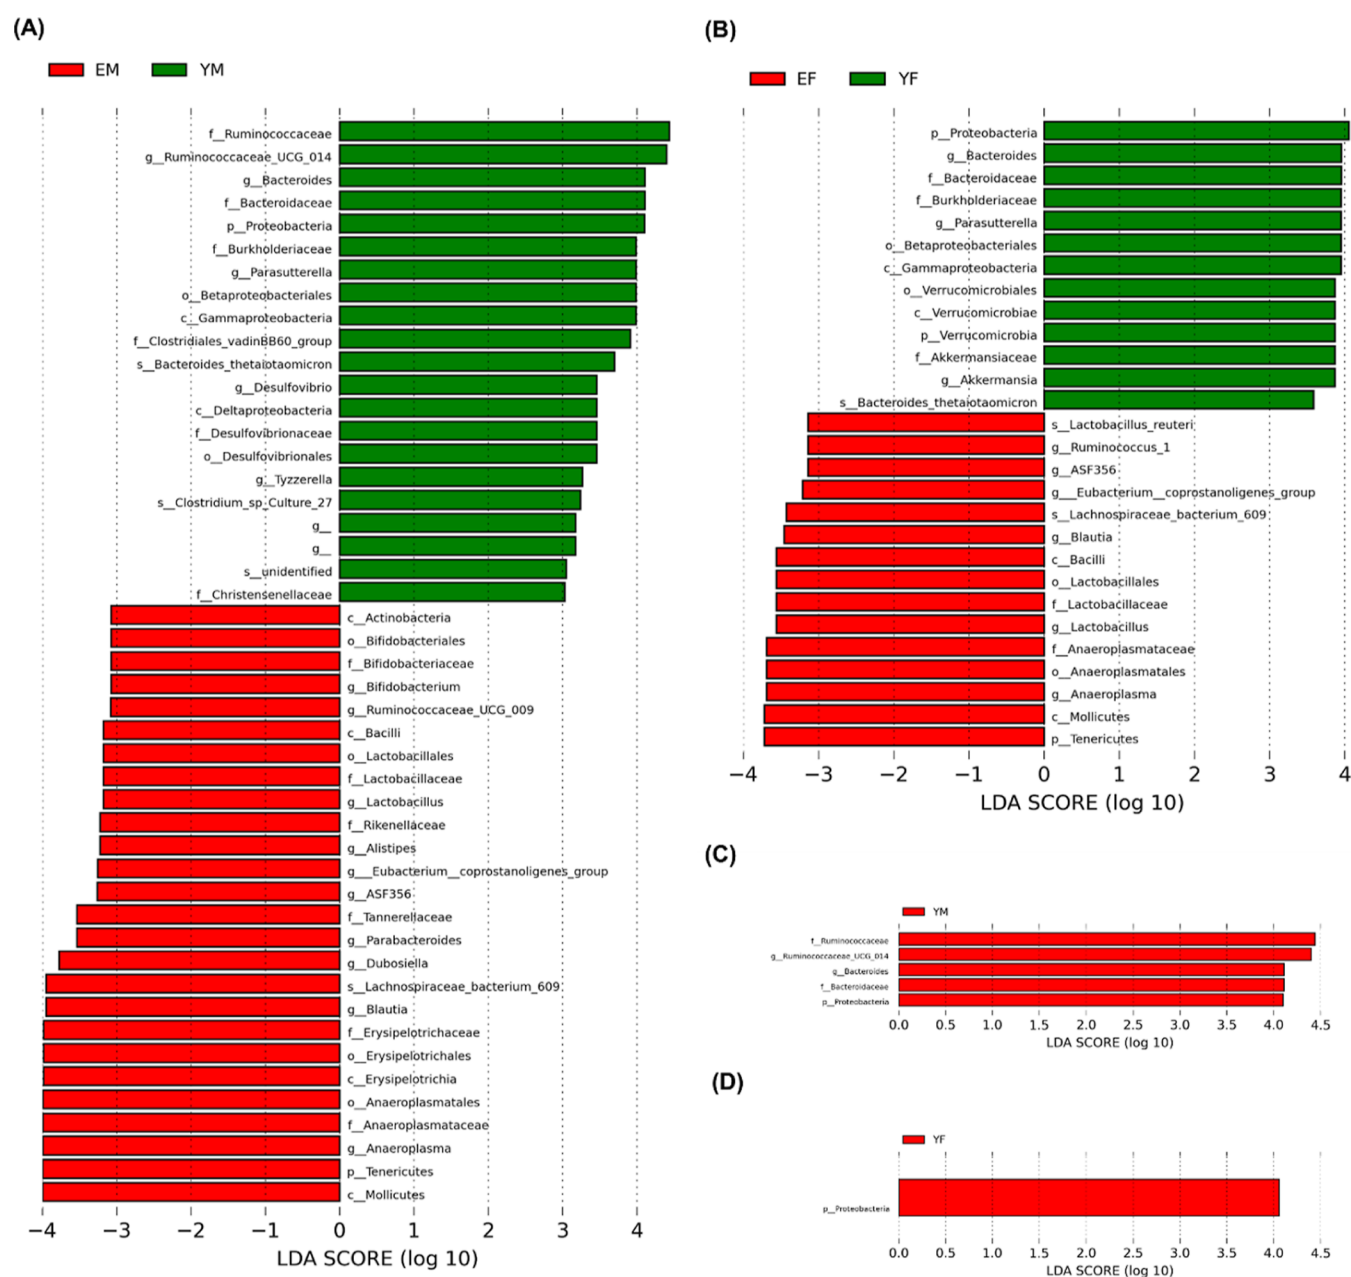 (A)
EM YM
f__Ruminococcaceae
g__Ruminococcaceae_UCG_014
g__Bacteroides
f__Bacteroidaceae
p__Proteobacteria
f__Burkholderiaceae
g__Parasutterella
o__Betaproteobacteriales
c__Gammaproteobacteria
f__Clostridiales_vadinBB60_group
s__Bacteroides_thetaiotaomicron
g__Desulfovibrio
c__Deltaproteobacteria
f__Desulfovibrionaceae
o__Desulfovibrionales
g__Tyzzerella
s__Clostridium_sp_Culture_27
g__
g__
s__unidentified
f__Christensenellaceae
c__Actinobacteria
o__Bifidobacteriales
f__Bifidobacteriaceae
g__Bifidobacterium
g__Ruminococcaceae_UCG_009
c__Bacilli
o__Lactobacillales
f__Lactobacillaceae
g__Lactobacillus
f__Rikenellaceae
g__Alistipes
g___Eubacterium__coprostanoligenes_group
g__ASF356
f__Tannerellaceae
g__Parabacteroides
g__Dubosiella
s__Lachnospiraceae_bacterium_609
g__Blautia
f__Erysipelotrichaceae
o__Erysipelotrichales
c__Erysipelotrichia
o__Anaeroplasmatales
f__Anaeroplasmataceae
g__Anaeroplasma
p__Tenericutes
c__Mollicutes
−4 −3 −2 −1 0 1 2 3 4
LDA SCORE (log 10)
(B)
EF YF
p__Proteobacteria
g__Bacteroides
f__Bacteroidaceae
f__Burkholderiaceae
g__Parasutterella
o__Betaproteobacteriales
c__Gammaproteobacteria
o__Verrucomicrobiales
c__Verrucomicrobiae
p__Verrucomicrobia
f__Akkermansiaceae
g__Akkermansia
s__Bacteroides_thetaiotaomicron
s__Lactobacillus_reuteri
g__Ruminococcus_1
g__ASF356
g___Eubacterium__coprostanoligenes_group
s__Lachnospiraceae_bacterium_609
g__Blautia
c__Bacilli
o__Lactobacillales
f__Lactobacillaceae
g__Lactobacillus
f__Anaeroplasmataceae
o__Anaeroplasmatales
g__Anaeroplasma
c__Mollicutes
p__Tenericutes
−4 −3 −2 −1 0 1 2 3 4
LDA SCORE (log 10)
(C)
YM
f__Ruminococcaceae
g__Ruminococcaceae_UCG_014
g__Bacteroides
f__Bacteroidaceae
p__Proteobacteria
0.0 0.5 1.0 1.5 2.0 2.5 3.0 3.5 4.0 4.5
LDA SCORE (log 10)
(D)
YF
p__Proteobacteria
0.0 0.5 1.0 1.5 2.0 2.5 3.0 3.5 4.0 4.5
LDA SCORE (log 10)